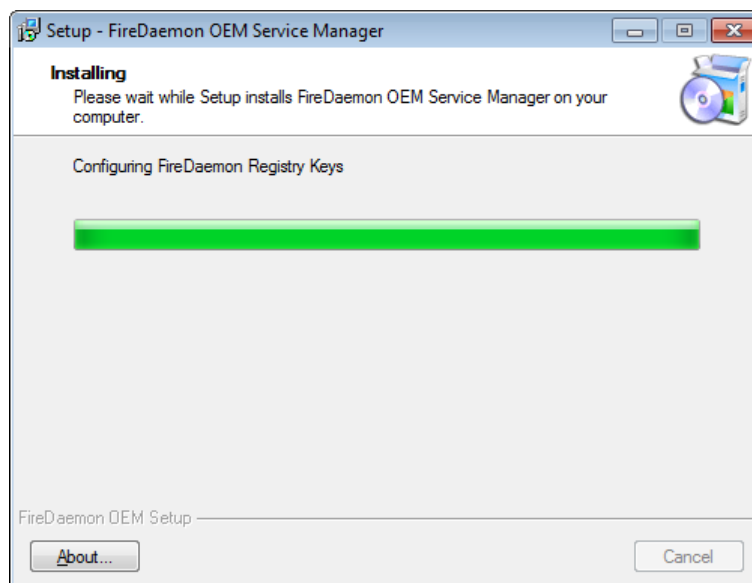 Setup - FireDaemon OEM Service Manager
Installing
Please wait while Setup installs FireDaemon OEM Service Manager on your
computer.
Configuring FireDaemon Registry Keys
FireDaemon OEM Setup
About...
Cancel